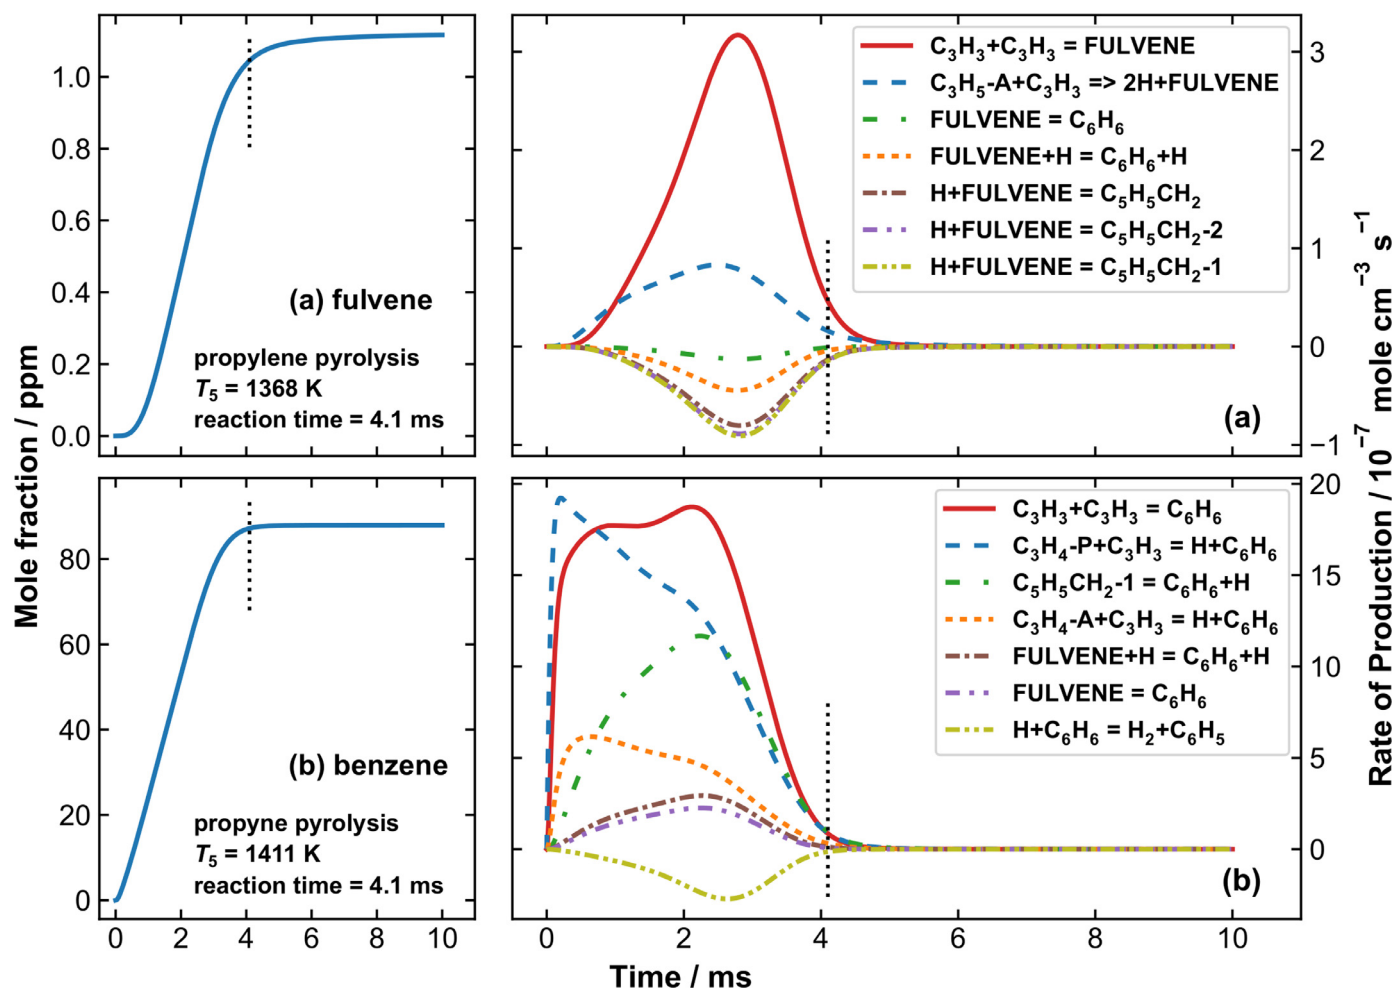 Mole fraction / ppm
1.0
0.8
0.6
0.4
0.2
0.0
(a) fulvene
propylene pyrolysis
T₅ = 1368 K
reaction time = 4.1 ms
C₃H₃+C₃H₃ = FULVENE
C₃H₅-A+C₃H₃ => 2H+FULVENE
FULVENE = C₆H₆
FULVENE+H = C₆H₆+H
H+FULVENE = C₅H₅CH₂
H+FULVENE = C₅H₅CH₂-2
H+FULVENE = C₅H₅CH₂-1
(a)
3
2
1
0
−1
Rate of Production / 10⁻⁷ mole cm⁻³ s⁻¹
80
60
40
20
0
(b) benzene
propyne pyrolysis
T₅ = 1411 K
reaction time = 4.1 ms
0 2 4 6 8 10
C₃H₃+C₃H₃ = C₆H₆
C₃H₄-P+C₃H₃ = H+C₆H₆
C₅H₅CH₂-1 = C₆H₆+H
C₃H₄-A+C₃H₃ = H+C₆H₆
FULVENE+H = C₆H₆+H
FULVENE = C₆H₆
H+C₆H₆ = H₂+C₆H₅
(b)
20
15
10
5
0
0 2 4 6 8 10
Time / ms